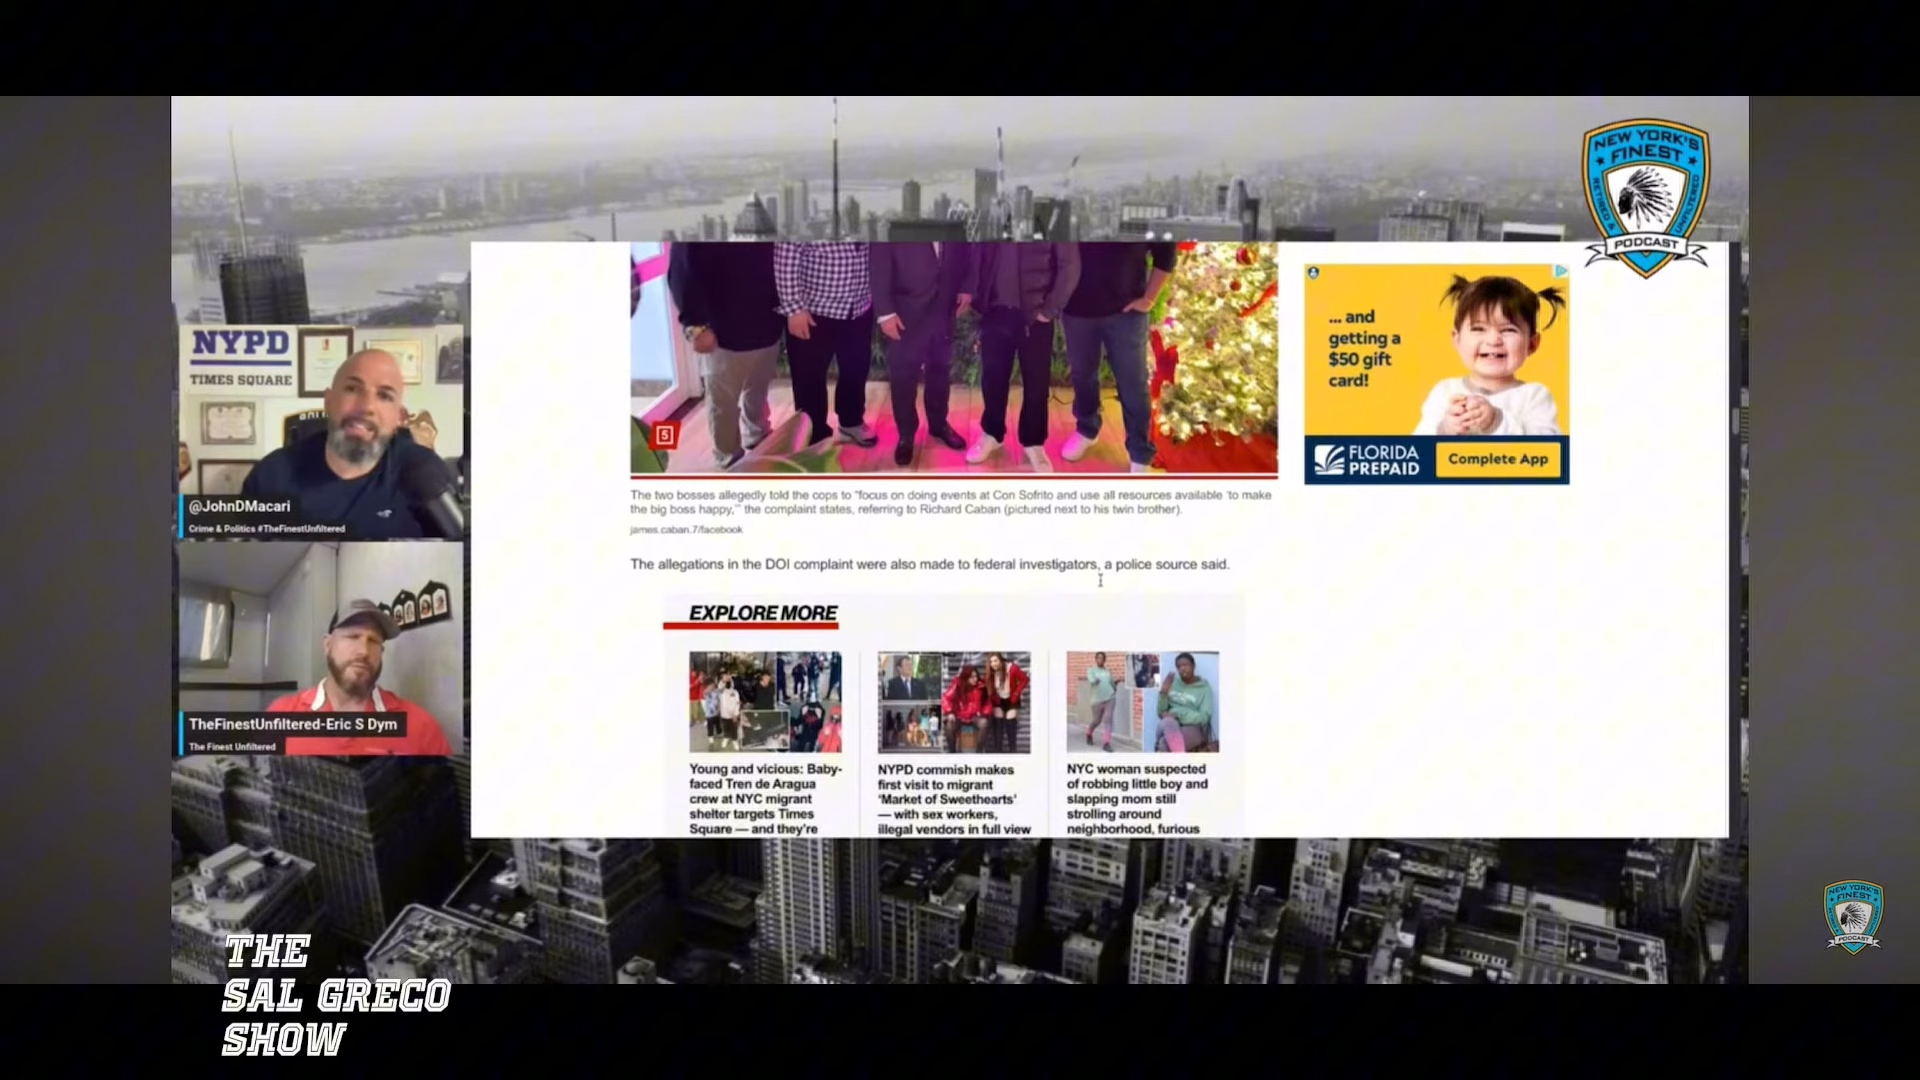 NEW YORK'S
FINEST
RETIRED &
UNFILTERED
PODCAST
NYPD
TIMES SQUARE
@JohnDMacari
Crime & Politics #TheFinestUnfiltered
TheFinestUnfiltered-Eric S Dym
The Finest Unfiltered
5
The two bosses allegedly told the cops to "focus on doing events at Con Sofrito and use all resources available 'to make
the big boss happy,'" the complaint states, referring to Richard Caban (pictured next to his twin brother).
james.caban.7/facebook
The allegations in the DOI complaint were also made to federal investigators, a police source said.
EXPLORE MORE
Young and vicious: Baby-
faced Tren de Aragua
crew at NYC migrant
shelter targets Times
Square — and they're
NYPD commish makes
first visit to migrant
'Market of Sweethearts'
— with sex workers,
illegal vendors in full view
NYC woman suspected
of robbing little boy and
slapping mom still
strolling around
neighborhood, furious
... and
getting a
$50 gift
card!
FLORIDA
PREPAID
Complete App
NEW YORK'S
FINEST
PODCAST
THE
SAL GRECO
SHOW